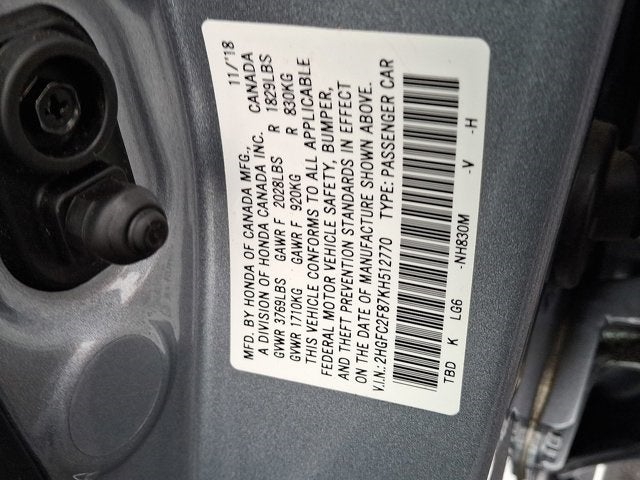 11/'18
MFD. BY HONDA OF CANADA MFG., CANADA
A DIVISION OF HONDA CANADA INC.
GVWR 3769LBS GAWR F 2028LBS R 1829LBS
GVWR 1710KG GAWR F 920KG R 830KG
THIS VEHICLE CONFORMS TO ALL APPLICABLE
FEDERAL MOTOR VEHICLE SAFETY, BUMPER,
AND THEFT PREVENTION STANDARDS IN EFFECT
ON THE DATE OF MANUFACTURE SHOWN ABOVE.
V.I.N.: 2HGFC2F87KH512770 TYPE: PASSENGER CAR
TBD K LG6 -NH830M -V -H